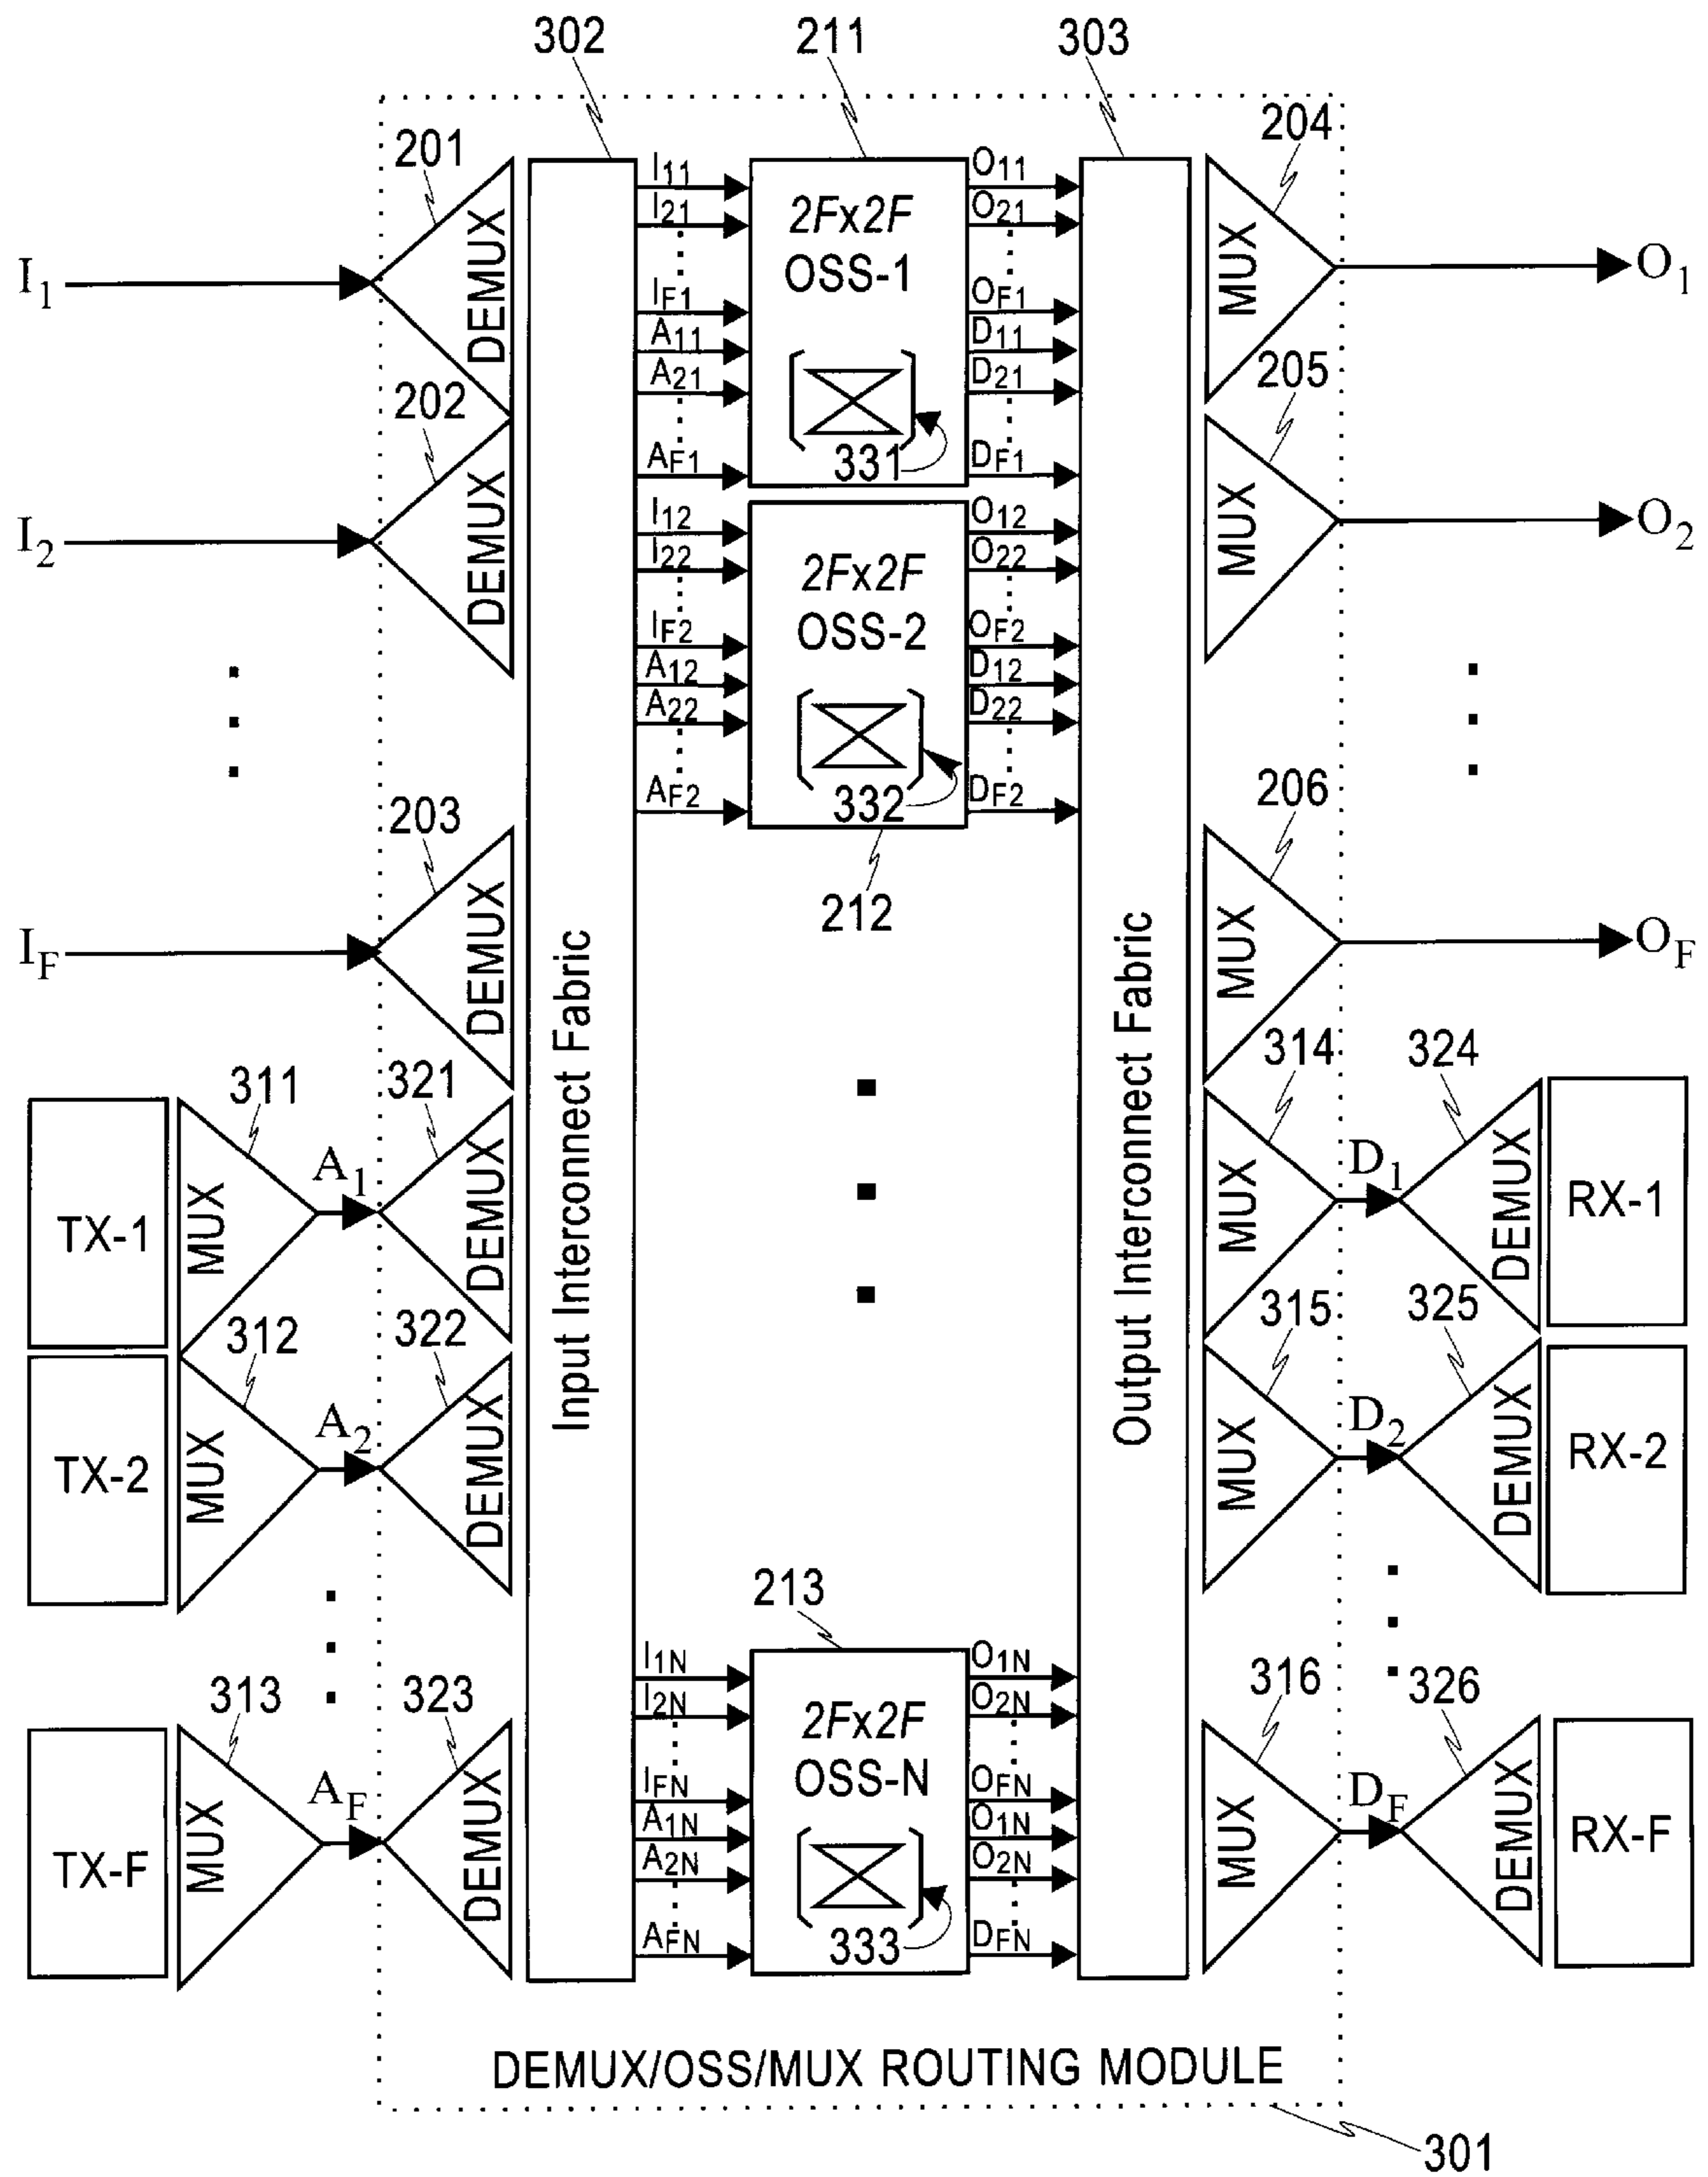 302
211
303
201
204
I11
I21
IF1
A11
A21
AF1
2Fx2F
OSS-1
331
O11
O21
OF1
D11
D21
DF1
I1
DEMUX
MUX
O1
202
205
I12
I22
IF2
A12
A22
AF2
2Fx2F
OSS-2
332
O12
O22
OF2
D12
D22
DF2
I2
DEMUX
MUX
O2
203
212
206
IF
DEMUX
Input Interconnect Fabric
Output Interconnect Fabric
MUX
OF
311
321
314
324
TX-1
MUX
A1
DEMUX
MUX
D1
DEMUX
RX-1
312
322
315
325
TX-2
MUX
A2
DEMUX
MUX
D2
DEMUX
RX-2
213
313
323
316
326
I1N
I2N
IFN
A1N
A2N
AFN
2Fx2F
OSS-N
333
O1N
O2N
OFN
O1N
O2N
DFN
TX-F
MUX
AF
DEMUX
MUX
DF
DEMUX
RX-F
DEMUX/OSS/MUX ROUTING MODULE
301